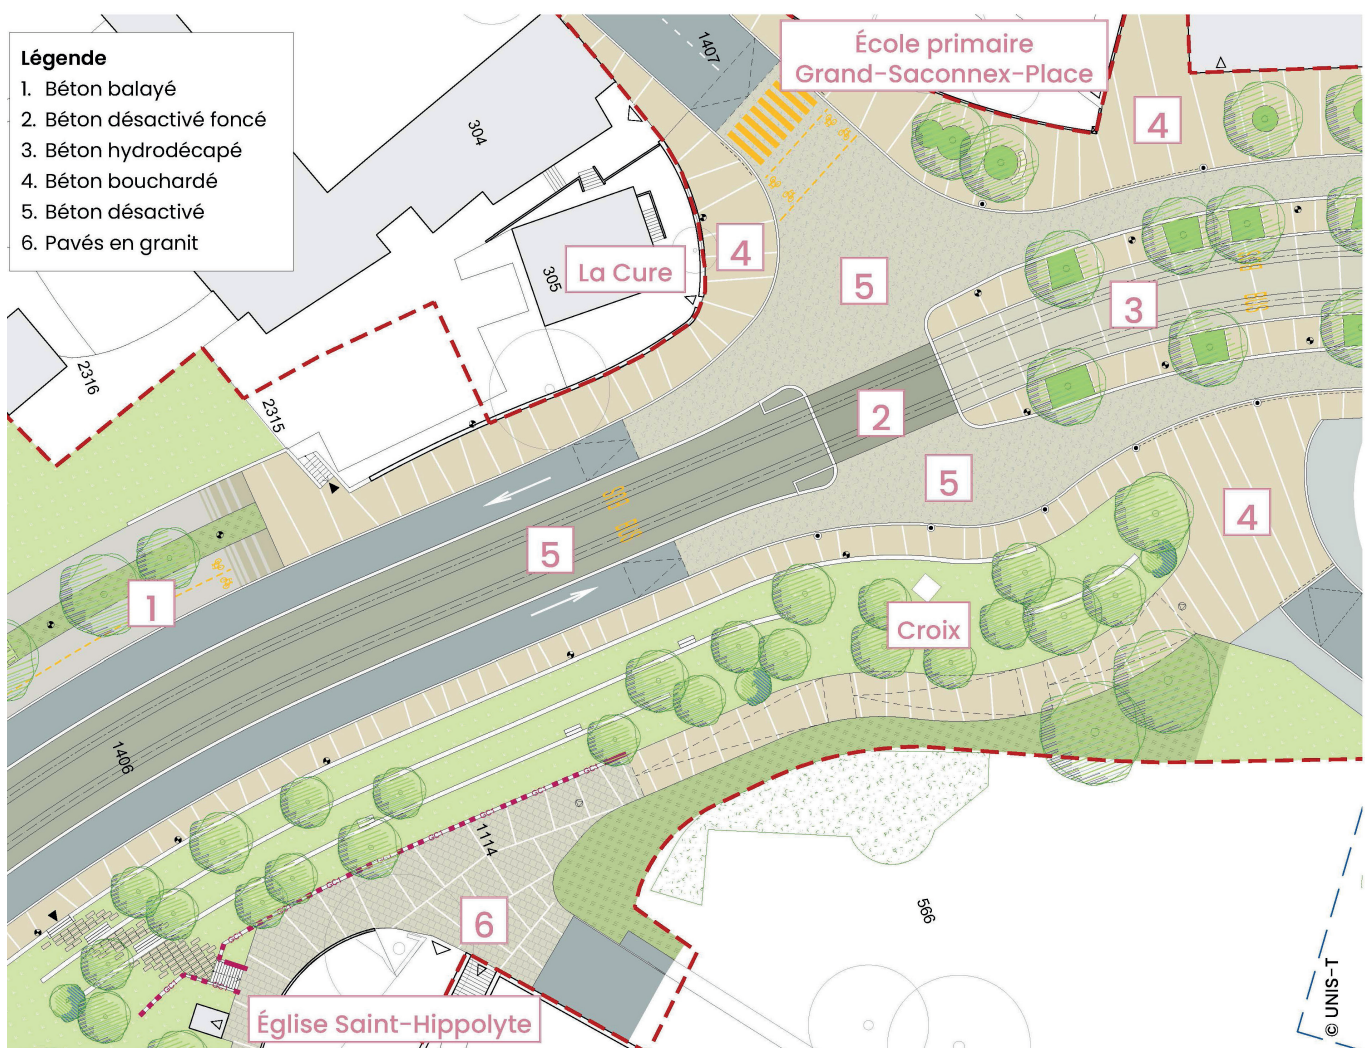 Légende
1. Béton balayé
2. Béton désactivé foncé
3. Béton hydrodécapé
4. Béton bouchardé
5. Béton désactivé
6. Pavés en granit
1407
École primaire
Grand-Saconnex-Place
4
304
4
La Cure
305
5
3
2316
2315
2
5
4
5
1
Croix
1406
1114
6
566
Église Saint-Hippolyte
© UNIS-T